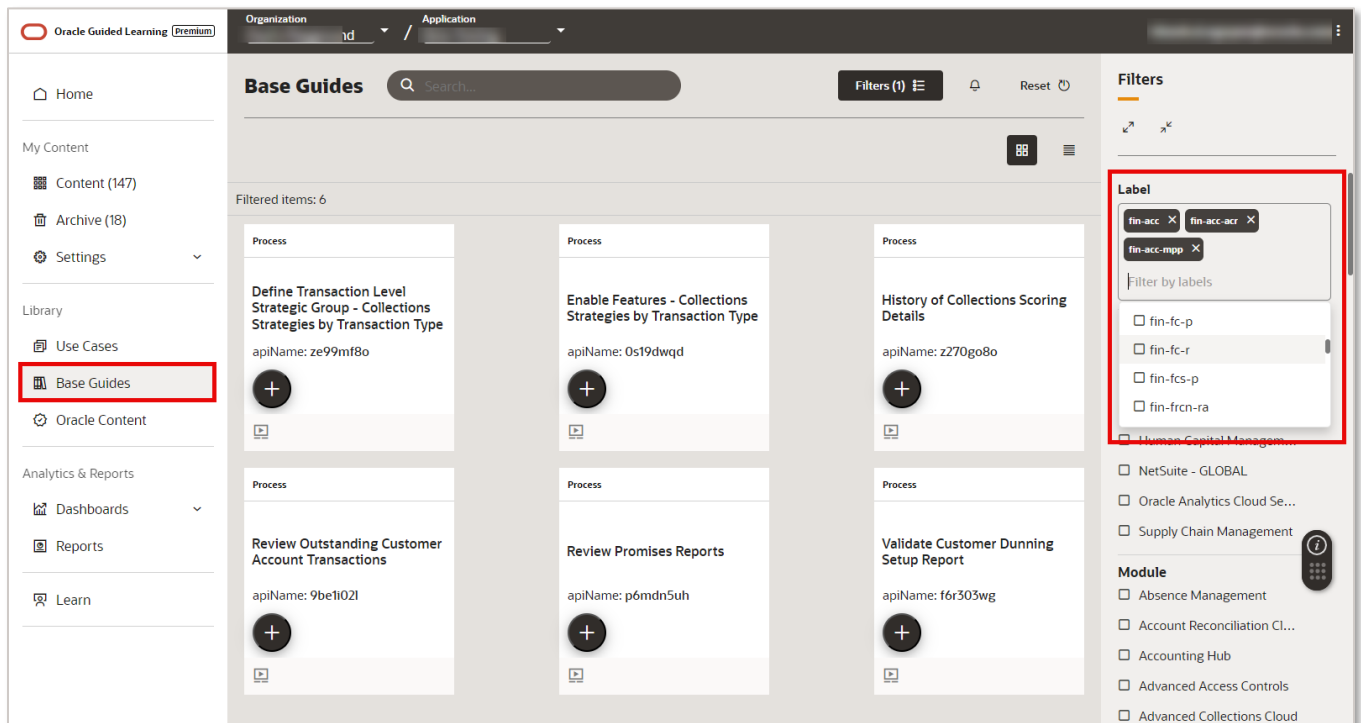 Oracle Guided Learning Premium
Organization
nd
/
Application
Home
My Content
Content (147)
Archive (18)
Settings
Library
Use Cases
Base Guides
Oracle Content
Analytics & Reports
Dashboards
Reports
Learn
Base Guides
Search...
Filters (1)
Reset
Filtered items: 6
Process
Define Transaction Level
Strategic Group - Collections
Strategies by Transaction Type
apiName: ze99mf8o
Process
Enable Features - Collections
Strategies by Transaction Type
apiName: 0s19dwqd
Process
History of Collections Scoring
Details
apiName: z270go8o
Process
Review Outstanding Customer
Account Transactions
apiName: 9be1i02l
Process
Review Promises Reports
apiName: p6mdn5uh
Process
Validate Customer Dunning
Setup Report
apiName: f6r303wg
Filters
Label
fin-acc × fin-acc-acr ×
fin-acc-mpp ×
Filter by labels
fin-fc-p
fin-fc-r
fin-fcs-p
fin-frcn-ra
Human Capital Managem...
NetSuite - GLOBAL
Oracle Analytics Cloud Se...
Supply Chain Management
Module
Absence Management
Account Reconciliation Cl...
Accounting Hub
Advanced Access Controls
Advanced Collections Cloud